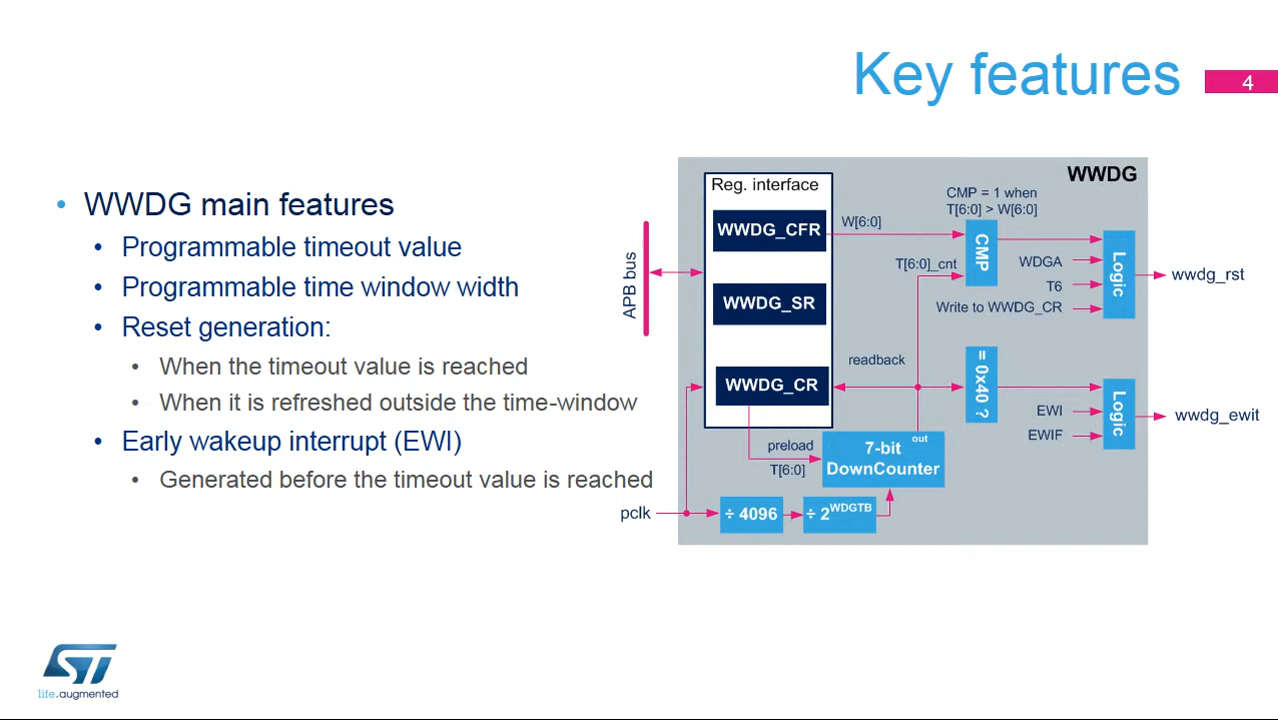 Key features
4
• WWDG main features
• Programmable timeout value
• Programmable time window width
• Reset generation:
• When the timeout value is reached
• When it is refreshed outside the time-window
• Early wakeup interrupt (EWI)
• Generated before the timeout value is reached
WWDG
Reg. interface
WWDG_CFR
WWDG_SR
WWDG_CR
APB bus
W[6:0]
CMP = 1 when
T[6:0] > W[6:0]
CMP
T[6:0]_cnt
WDGA
T6
Write to WWDG_CR
Logic
wwdg_rst
readback
= 0x40 ?
EWI
EWIF
Logic
wwdg_ewit
preload
T[6:0]
out
7-bit
DownCounter
pclk
÷ 4096
÷ 2^WDGTB
ST
life.augmented